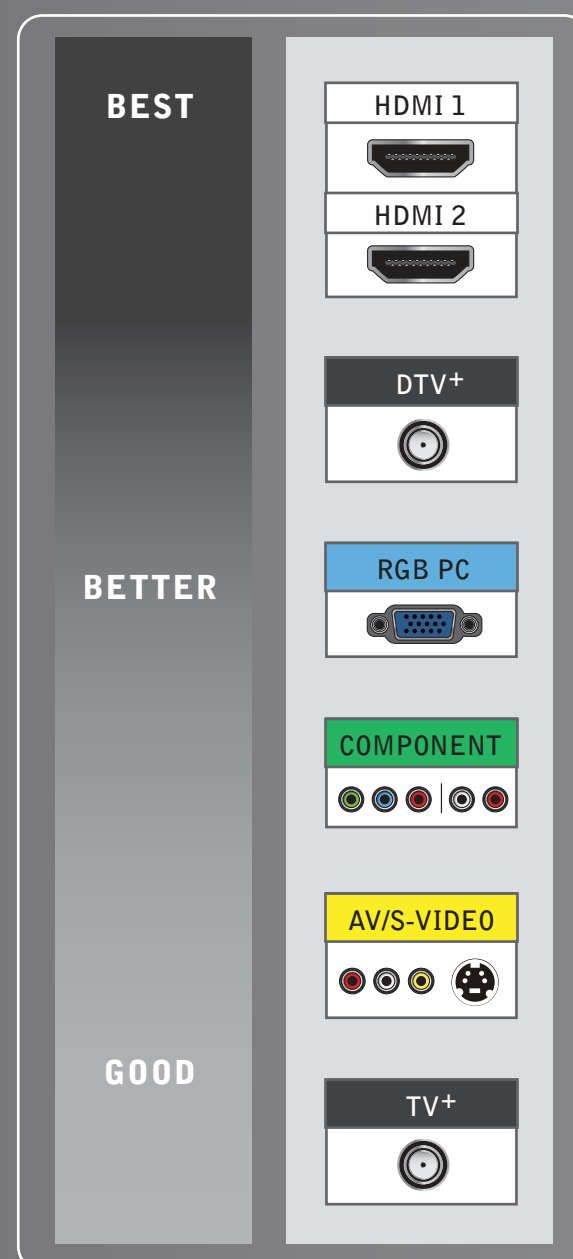 BEST
HDMI 1
HDMI 2
DTV+
BETTER
RGB PC
COMPONENT
AV/S-VIDEO
GOOD
TV+